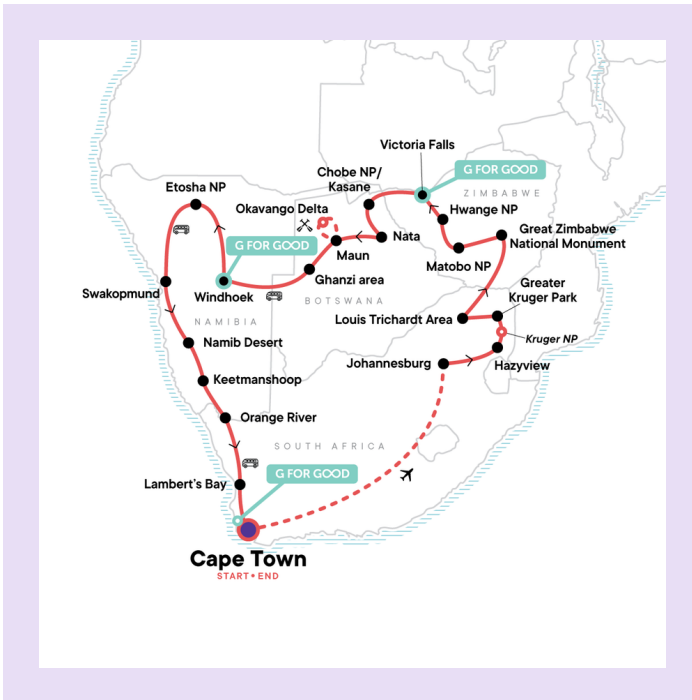 Victoria Falls
G FOR GOOD
Chobe NP/
Kasane
ZIMBABWE
Etosha NP
Okavango Delta
Hwange NP
G FOR GOOD
Nata
Great Zimbabwe
National Monument
Maun
Matobo NP
Ghanzi area
Greater
Kruger Park
Swakopmund
Windhoek
BOTSWANA
NAMIBIA
Louis Trichardt Area
Namib Desert
Kruger NP
Johannesburg
Hazyview
Keetmanshoop
Orange River
SOUTH AFRICA
G FOR GOOD
Lambert's Bay
Cape Town
START • END